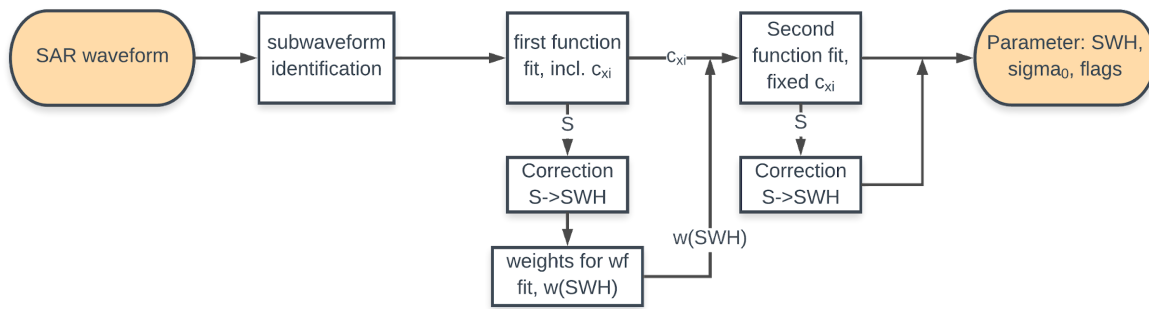 SAR waveform
subwaveform
identification
first function
fit, incl. cₓᵢ
cₓᵢ
Second
function fit,
fixed cₓᵢ
Parameter: SWH,
sigma₀, flags
S
S
Correction
S->SWH
Correction
S->SWH
w(SWH)
weights for wf
fit, w(SWH)